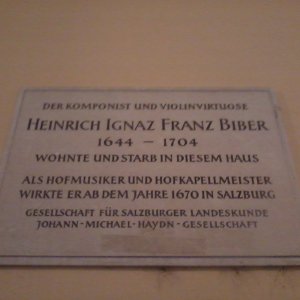 DER KOMPONIST UND VIOLINVIRTUOSE
HEINRICH IGNAZ FRANZ BIBER
1644 – 1704
WOHNTE UND STARB IN DIESEM HAUS
ALS HOFMUSIKER UND HOFKAPELLMEISTER
WIRKTE ER AB DEM JAHRE 1670 IN SALZBURG
GESELLSCHAFT FÜR SALZBURGER LANDESKUNDE
JOHANN-MICHAEL-HAYDN-GESELLSCHAFT